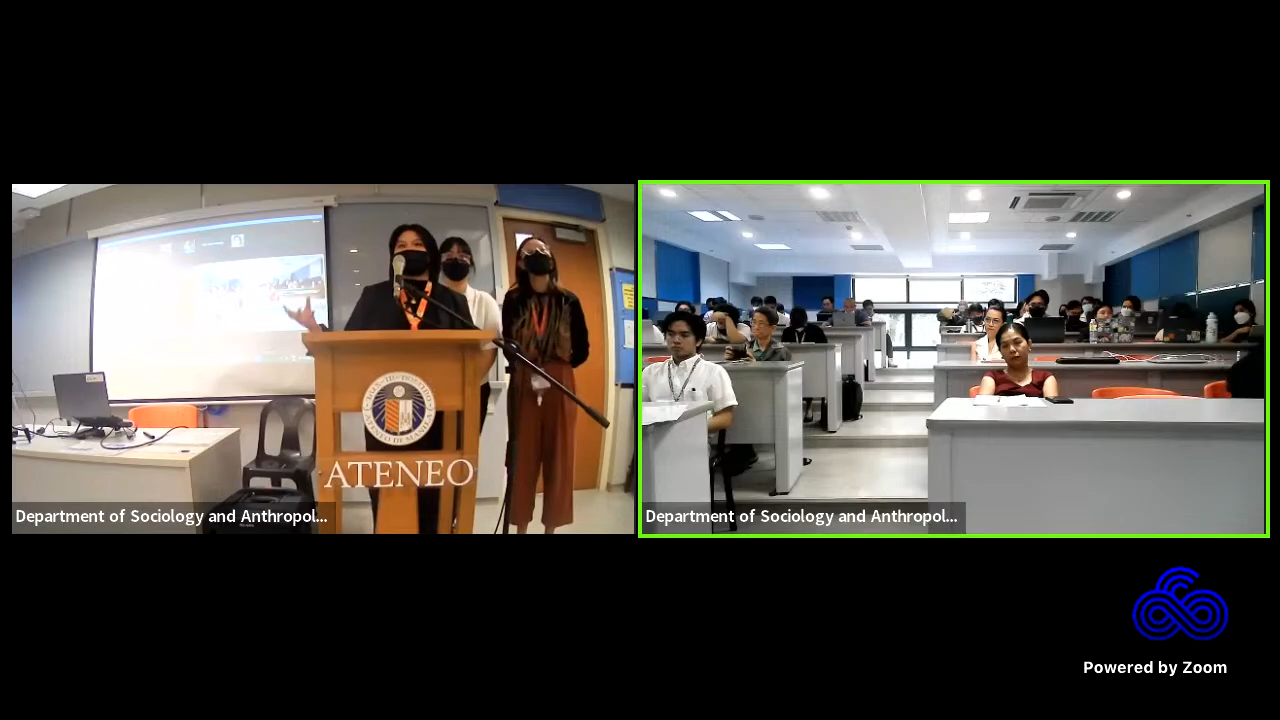 ATENEO
Department of Sociology and Anthropol...
Department of Sociology and Anthropol...
Powered by Zoom